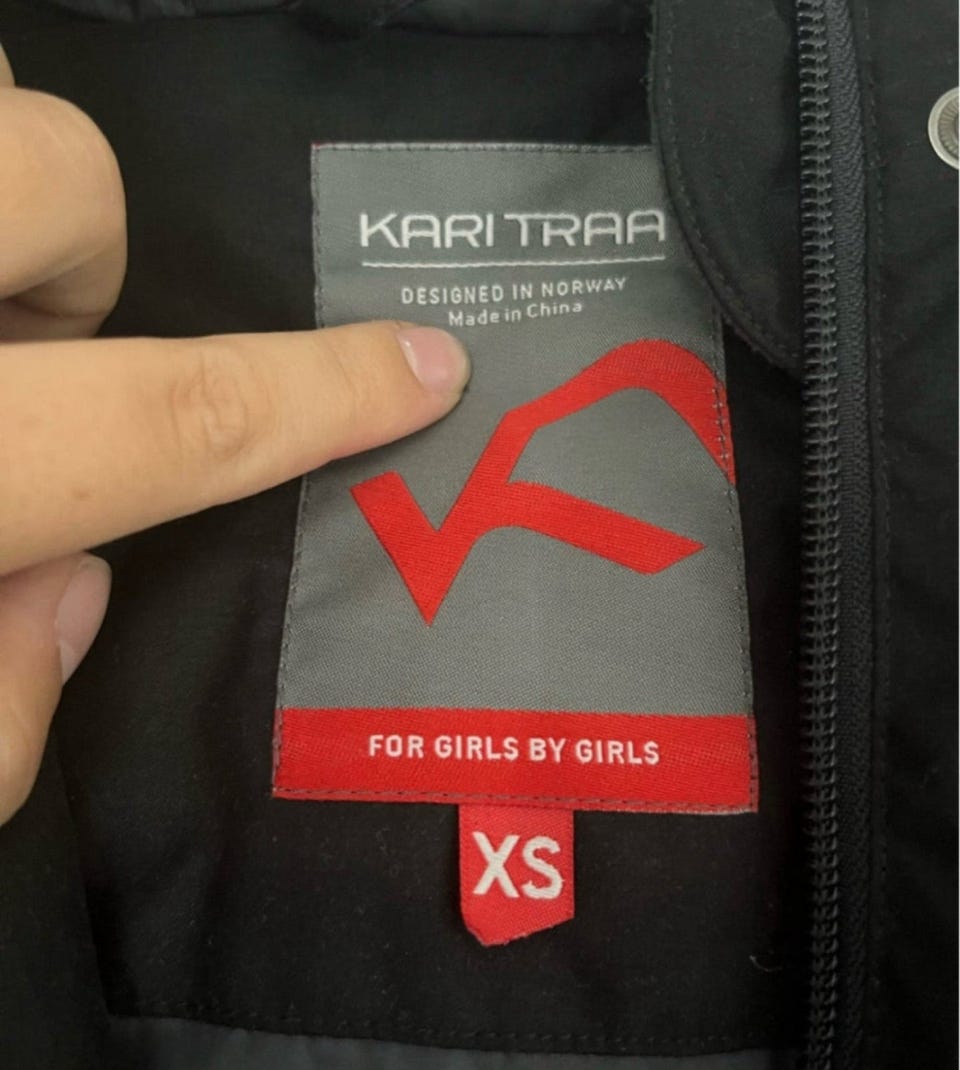 KARI TRAA
DESIGNED IN NORWAY
Made in China
FOR GIRLS BY GIRLS
XS